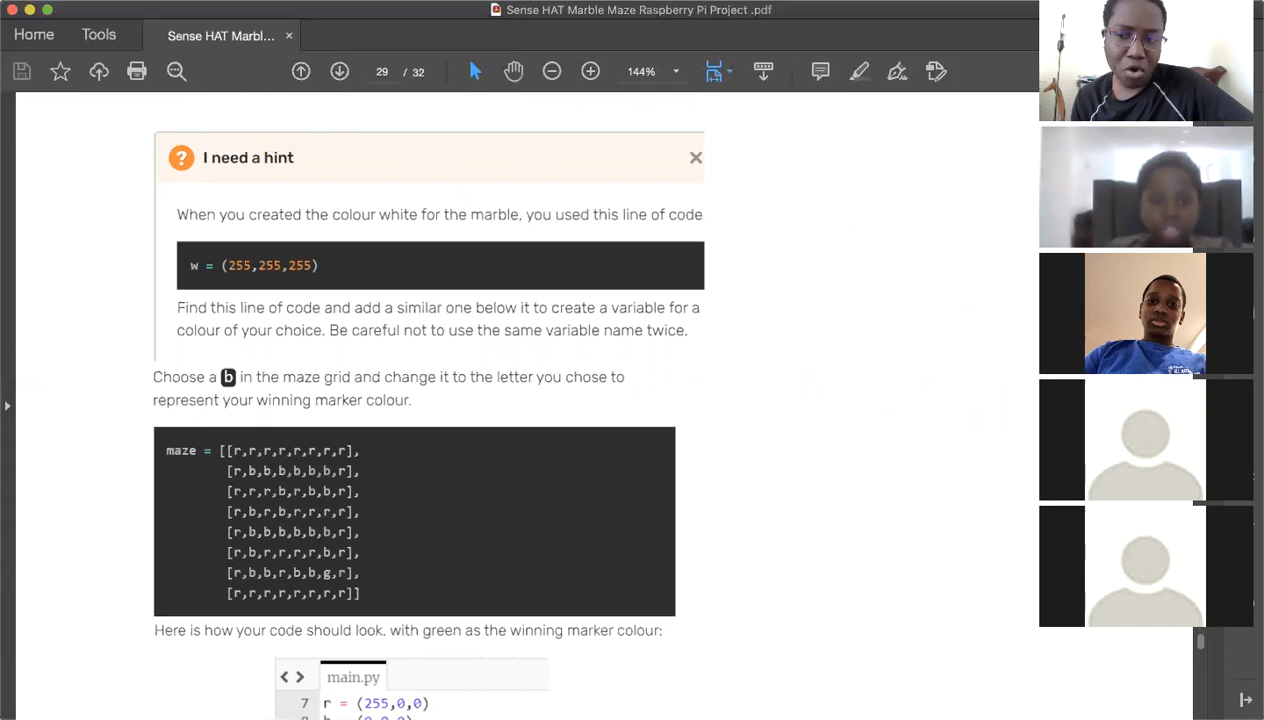 Sense HAT Marble Maze Raspberry Pi Project .pdf
Home Tools Sense HAT Marbl... ×
29 / 32 144%
? I need a hint ×
When you created the colour white for the marble, you used this line of code
w = (255,255,255)
Find this line of code and add a similar one below it to create a variable for a
colour of your choice. Be careful not to use the same variable name twice.
Choose a b in the maze grid and change it to the letter you chose to
represent your winning marker colour.
maze = [[r,r,r,r,r,r,r,r],
[r,b,b,b,b,b,b,r],
[r,r,r,b,r,b,b,r],
[r,b,r,b,r,r,r,r],
[r,b,b,b,b,b,b,r],
[r,b,r,r,r,r,b,r],
[r,b,b,r,b,b,g,r],
[r,r,r,r,r,r,r,r]]
Here is how your code should look, with green as the winning marker colour:
< > main.py
7 r = (255,0,0)